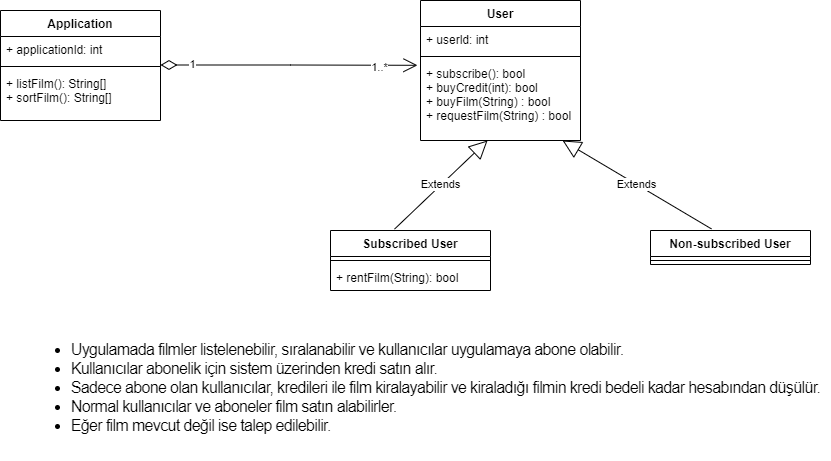 Application
+ applicationId: int
+ listFilm(): String[]
+ sortFilm(): String[]
1
1..*
User
+ userId: int
+ subscribe(): bool
+ buyCredit(int): bool
+ buyFilm(String) : bool
+ requestFilm(String) : bool
Extends
Extends
Subscribed User
+ rentFilm(String): bool
Non-subscribed User
• Uygulamada filmler listelenebilir, sıralanabilir ve kullanıcılar uygulamaya abone olabilir.
• Kullanıcılar abonelik için sistem üzerinden kredi satın alır.
• Sadece abone olan kullanıcılar, kredileri ile film kiralayabilir ve kiraladığı filmin kredi bedeli kadar hesabından düşülür.
• Normal kullanıcılar ve aboneler film satın alabilirler.
• Eğer film mevcut değil ise talep edilebilir.